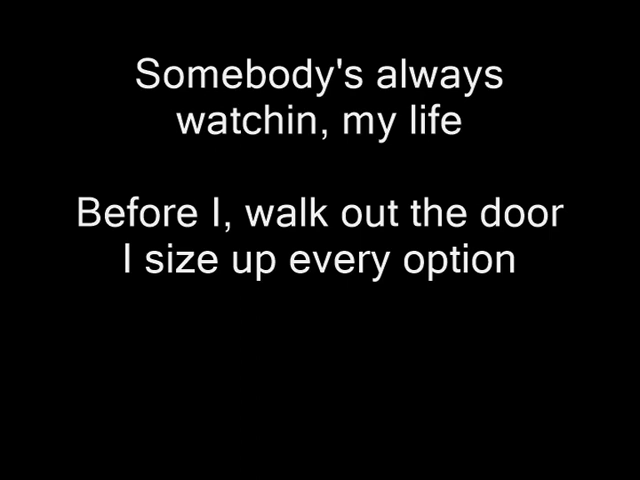 Somebody's always
watchin, my life
Before I, walk out the door
I size up every option